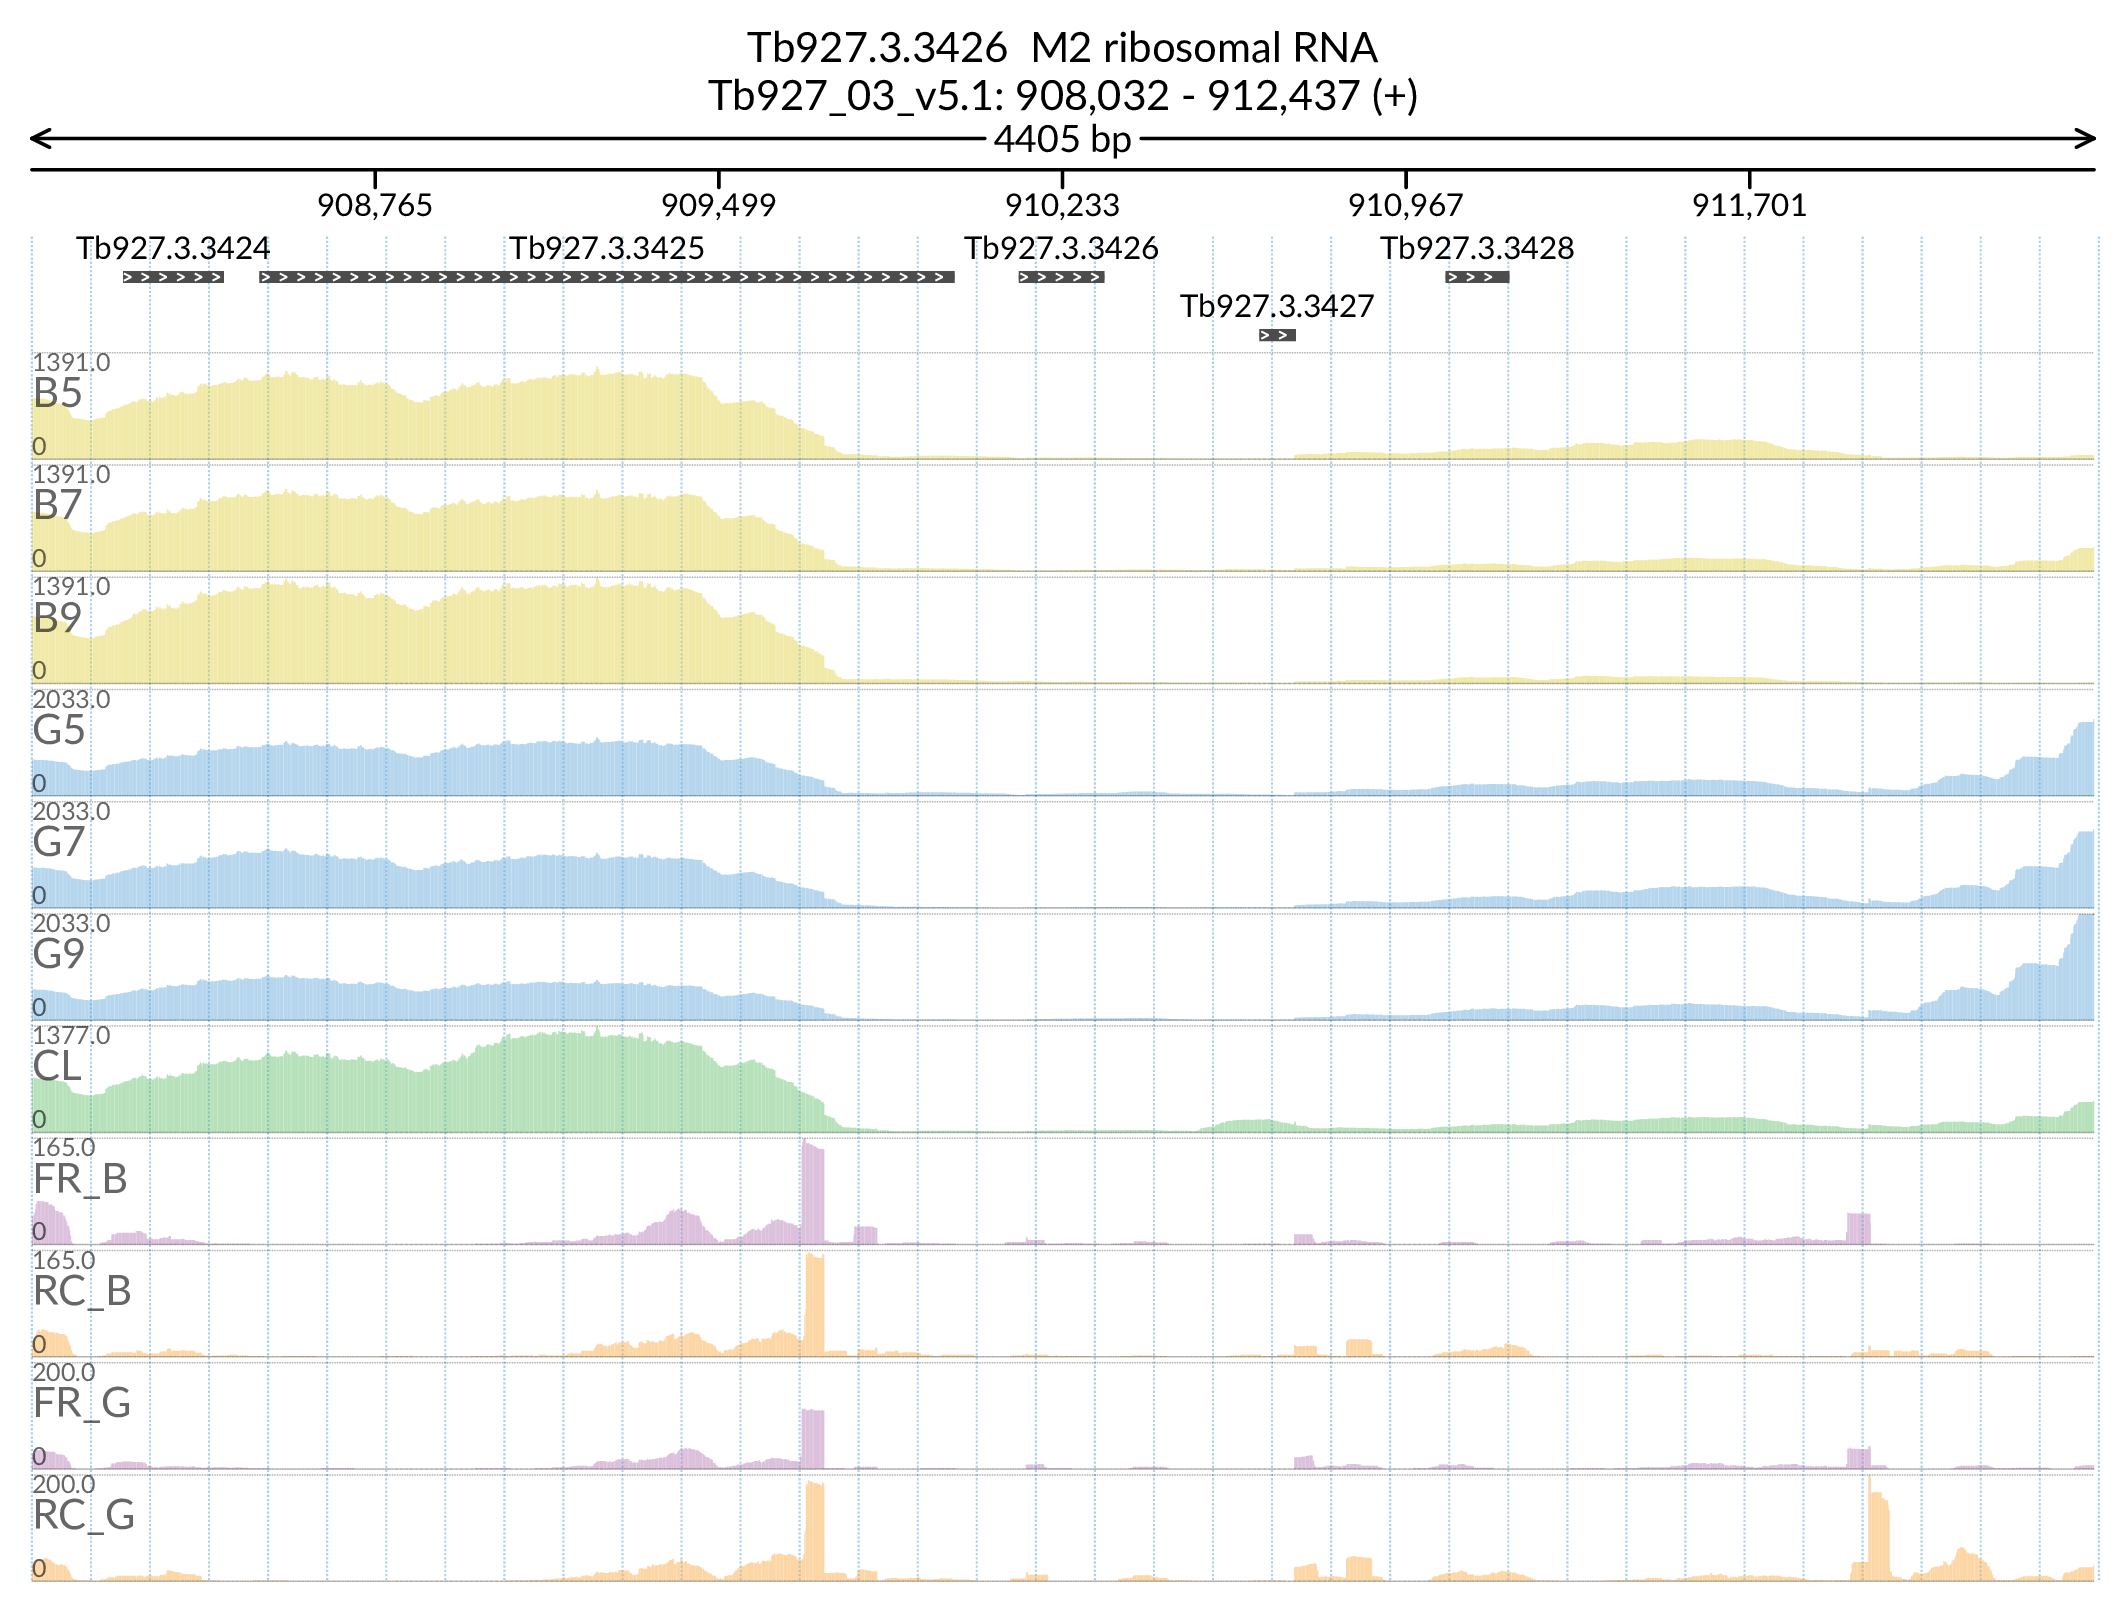 Tb927.3.3426  M2 ribosomal RNA
Tb927_03_v5.1: 908,032 - 912,437 (+)
4405 bp
908,765 909,499 910,233 910,967 911,701
Tb927.3.3424 Tb927.3.3425 Tb927.3.3426 Tb927.3.3428
Tb927.3.3427
1391.0
B5
0
1391.0
B7
0
1391.0
B9
0
2033.0
G5
0
2033.0
G7
0
2033.0
G9
0
1377.0
CL
0
165.0
FR_B
0
165.0
RC_B
0
200.0
FR_G
0
200.0
RC_G
0